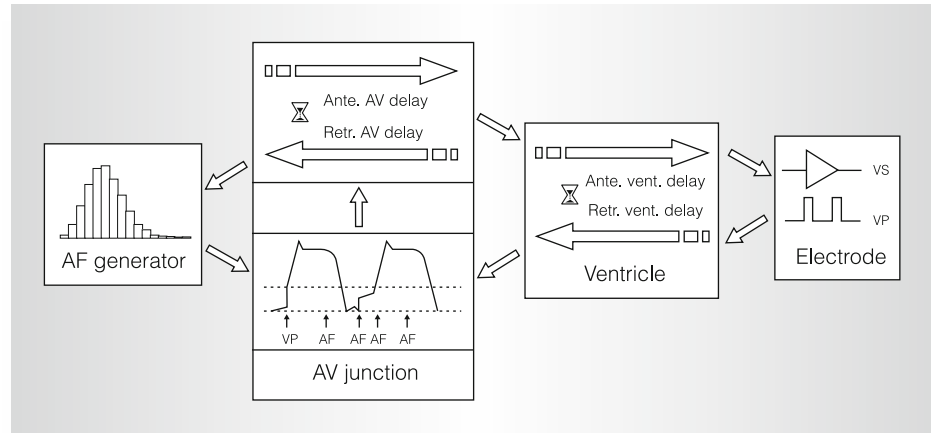 Ante. AV delay
Retr. AV delay
AF generator
VP AF AF AF AF
AV junction
Ante. vent. delay
Retr. vent. delay
Ventricle
VS
VP
Electrode